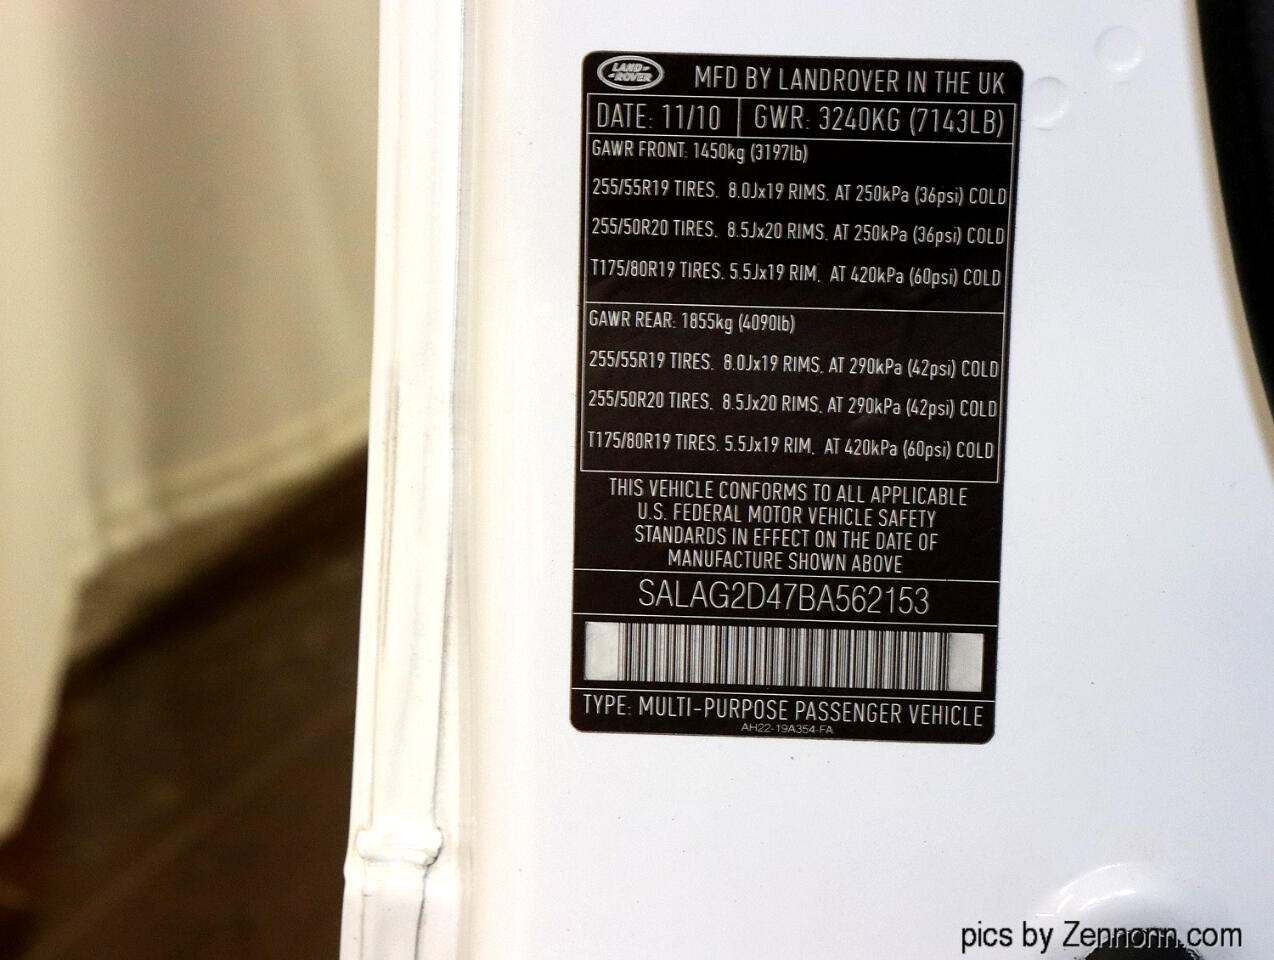 LAND ROVER
MFD BY LANDROVER IN THE UK
DATE: 11/10 GWR: 3240KG (7143LB)
GAWR FRONT: 1450kg (3197lb)
255/55R19 TIRES. 8.0Jx19 RIMS. AT 250kPa (36psi) COLD
255/50R20 TIRES. 8.5Jx20 RIMS. AT 250kPa (36psi) COLD
T175/80R19 TIRES. 5.5Jx19 RIM. AT 420kPa (60psi) COLD
GAWR REAR: 1855kg (4090lb)
255/55R19 TIRES. 8.0Jx19 RIMS. AT 290kPa (42psi) COLD
255/50R20 TIRES. 8.5Jx20 RIMS. AT 290kPa (42psi) COLD
T175/80R19 TIRES. 5.5Jx19 RIM. AT 420kPa (60psi) COLD
THIS VEHICLE CONFORMS TO ALL APPLICABLE
U.S. FEDERAL MOTOR VEHICLE SAFETY
STANDARDS IN EFFECT ON THE DATE OF
MANUFACTURE SHOWN ABOVE
SALAG2D47BA562153
TYPE: MULTI-PURPOSE PASSENGER VEHICLE
AH22-19A354-FA
pics by Zennorin.com